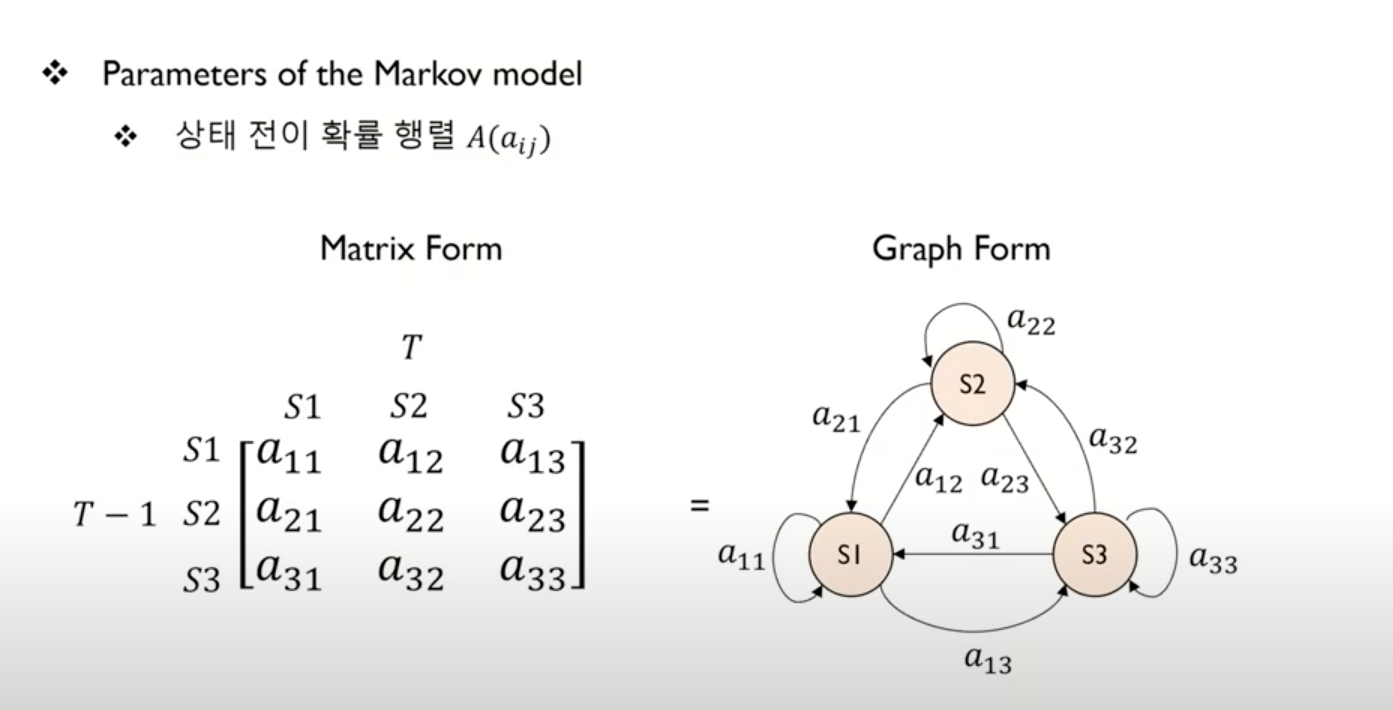 ❖ Parameters of the Markov model
❖ 상태 전이 확률 행렬 A(a_{ij})
Matrix Form
T
S1 S2 S3
S1 a_{11} a_{12} a_{13}
T − 1 S2 a_{21} a_{22} a_{23}
S3 a_{31} a_{32} a_{33}
=
Graph Form
a_{22}
S2
a_{21}
a_{32}
a_{12} a_{23}
a_{31}
a_{11} S1 S3 a_{33}
a_{13}